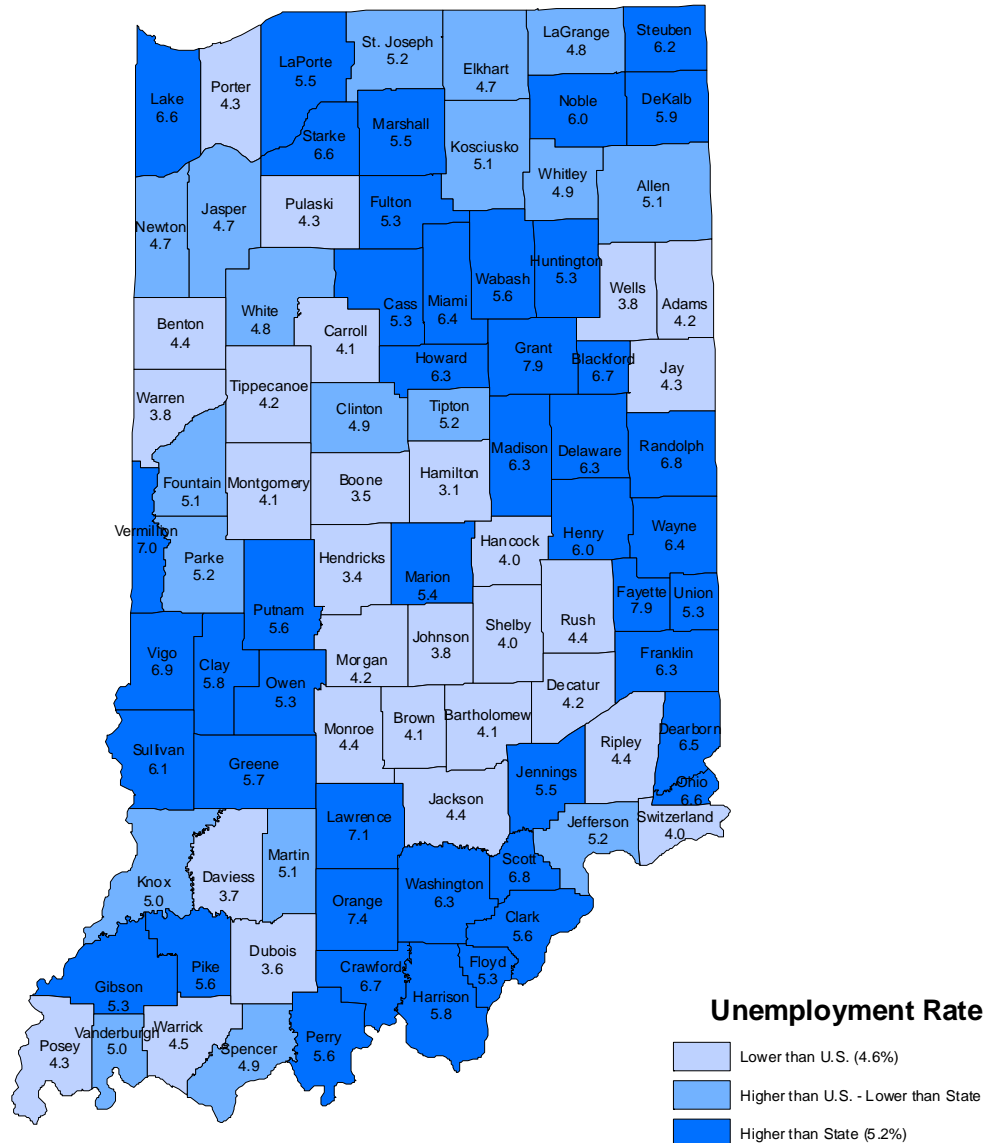 LaGrange
4.8
Steuben
6.2
St. Joseph
5.2
LaPorte
5.5
Elkhart
4.7
Porter
4.3
Lake
6.6
Noble
6.0
DeKalb
5.9
Marshall
5.5
Starke
6.6
Kosciusko
5.1
Whitley
4.9
Allen
5.1
Pulaski
4.3
Fulton
5.3
Jasper
4.7
Newton
4.7
Huntington
5.3
Wabash
5.6
Wells
3.8
Adams
4.2
Miami
6.4
Cass
5.3
White
4.8
Benton
4.4
Carroll
4.1
Grant
7.9
Howard
6.3
Blackford
6.7
Jay
4.3
Tippecanoe
4.2
Warren
3.8
Clinton
4.9
Tipton
5.2
Madison
6.3
Delaware
6.3
Randolph
6.8
Fountain
5.1
Montgomery
4.1
Boone
3.5
Hamilton
3.1
Vermillion
7.0
Wayne
6.4
Henry
6.0
Hancock
4.0
Parke
5.2
Hendricks
3.4
Marion
5.4
Fayette
7.9
Union
5.3
Putnam
5.6
Rush
4.4
Shelby
4.0
Johnson
3.8
Vigo
6.9
Clay
5.8
Morgan
4.2
Franklin
6.3
Owen
5.3
Decatur
4.2
Monroe
4.4
Brown
4.1
Bartholomew
4.1
Dearborn
6.5
Ripley
4.4
Sullivan
6.1
Greene
5.7
Jennings
5.5
Ohio
6.6
Jackson
4.4
Lawrence
7.1
Jefferson
5.2
Switzerland
4.0
Martin
5.1
Daviess
3.7
Knox
5.0
Scott
6.8
Washington
6.3
Orange
7.4
Clark
5.6
Dubois
3.6
Pike
5.6
Crawford
6.7
Floyd
5.3
Gibson
5.3
Harrison
5.8
Warrick
4.5
Vanderburgh
5.0
Posey
4.3
Perry
5.6
Spencer
4.9
Unemployment Rate
Lower than U.S. (4.6%)
Higher than U.S. - Lower than State
Higher than State (5.2%)